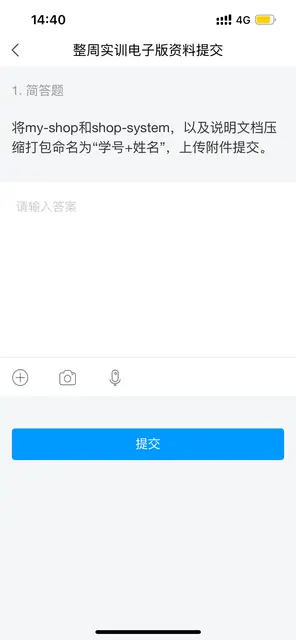 14:40
4G
整周实训电子版资料提交
1. 简答题
将my-shop和shop-system，以及说明文档压
缩打包命名为“学号+姓名”，上传附件提交。
请输入答案
提交